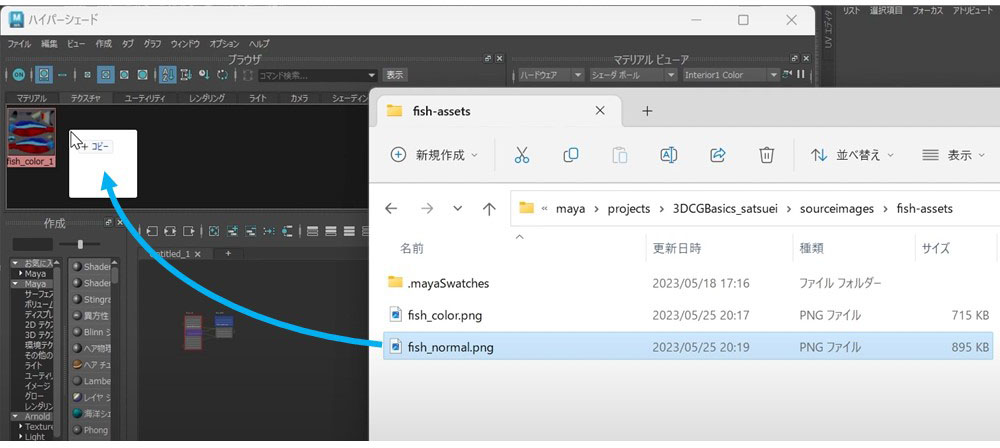 ハイパーシェード
リスト 選択項目 フォーカス アトリビュート
UV エディタ
ファイル 編集 ビュー 作成 タブ グラフ ウィンドウ オプション ヘルプ
ブラウザ
マテリアル ビューア
ON
コマンド検索...
表示
ハードウェア
シェーダ ボール
Interior1 Color
マテリアル テクスチャ ユーティリティ レンダリング ライト カメラ シェーディン
fish_color_1
+ コピー
fish-assets
新規作成
並べ替え
表示
« maya > projects > 3DCGBasics_satsuei > sourceimages > fish-assets
名前 更新日時 種類 サイズ
.mayaSwatches 2023/05/18 17:16 ファイル フォルダー
fish_color.png 2023/05/25 20:17 PNG ファイル 715 KB
fish_normal.png 2023/05/25 20:19 PNG ファイル 895 KB
作成
Untitled_1
+
お気に入
Maya
Maya
サーフェ
ボリューム
ディスプレ
2D テク
3D テク
環境テク
その他の
ライト
ユーティ
イメージ
グロー
レンダリン
Arnold
Texture
Light
Shader
Shader
Stingra
異方性
Blinn シ
ヘア物理
ヘア チュ
Lambe
レイヤ シ
海洋シェ
Phong